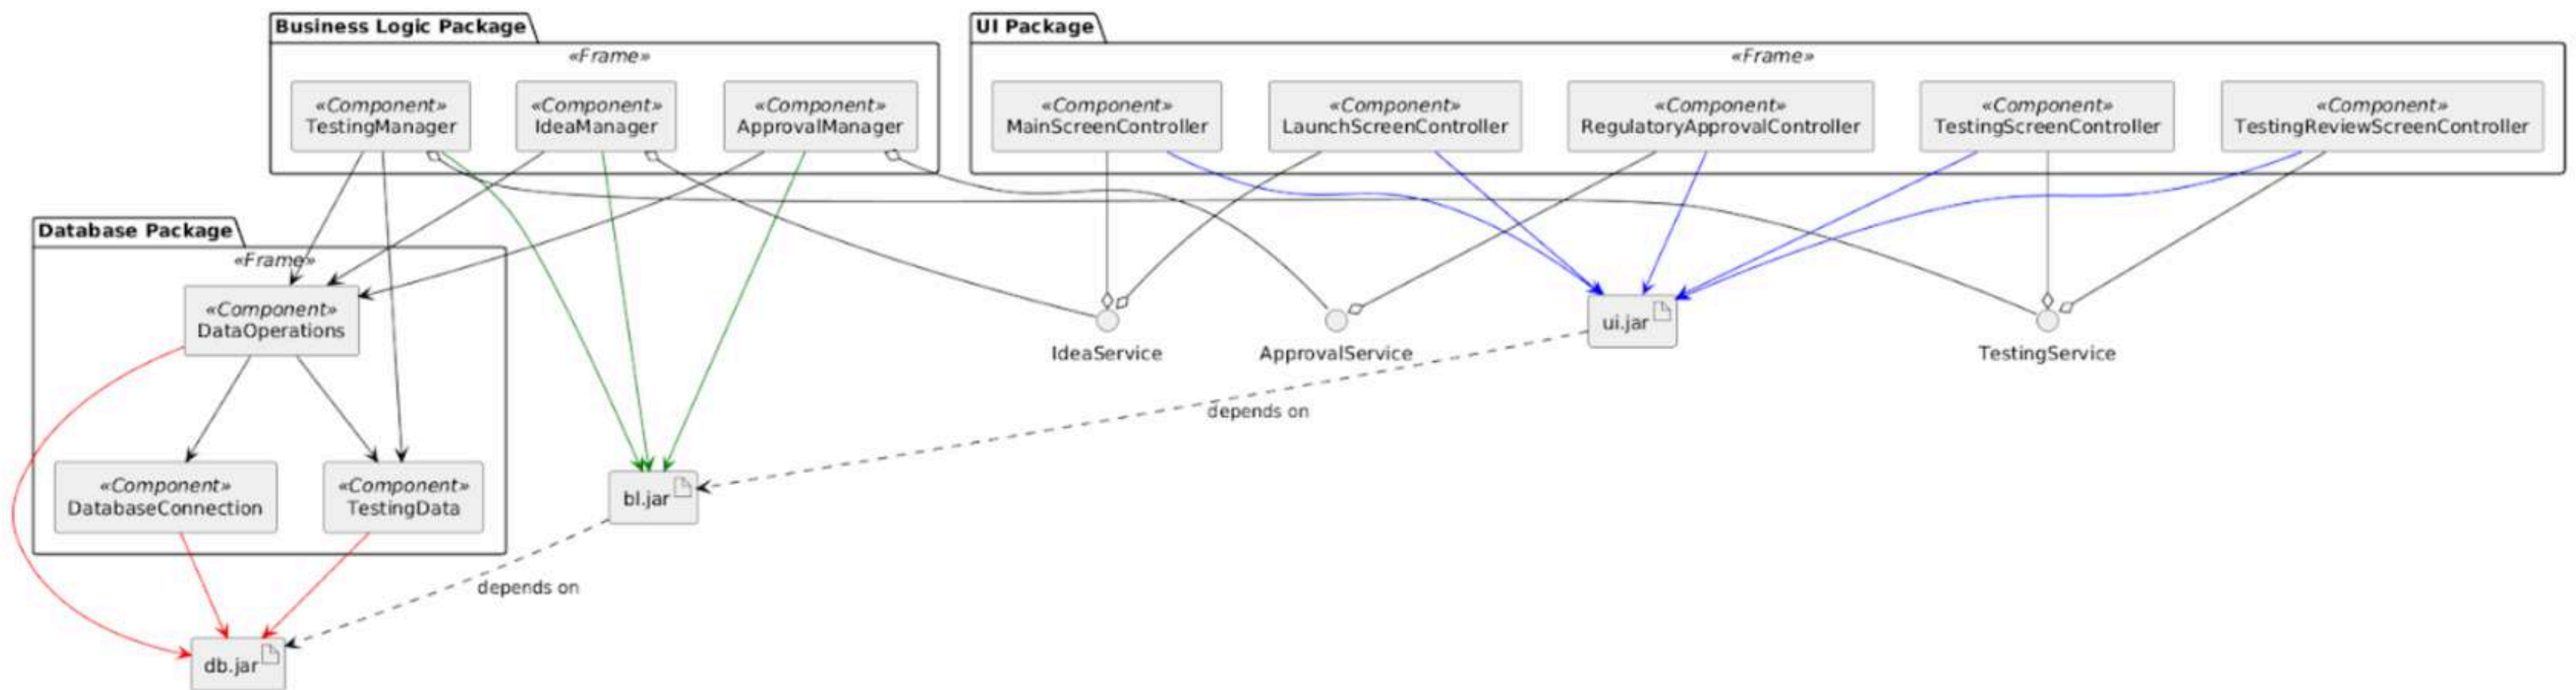 Business Logic Package
UI Package
«Frame»
«Frame»
«Component»
TestingManager
«Component»
IdeaManager
«Component»
ApprovalManager
«Component»
MainScreenController
«Component»
LaunchScreenController
«Component»
RegulatoryApprovalController
«Component»
TestingScreenController
«Component»
TestingReviewScreenController
Database Package
«Frame»
«Component»
DataOperations
ui.jar
IdeaService
ApprovalService
TestingService
depends on
«Component»
DatabaseConnection
«Component»
TestingData
bl.jar
depends on
db.jar